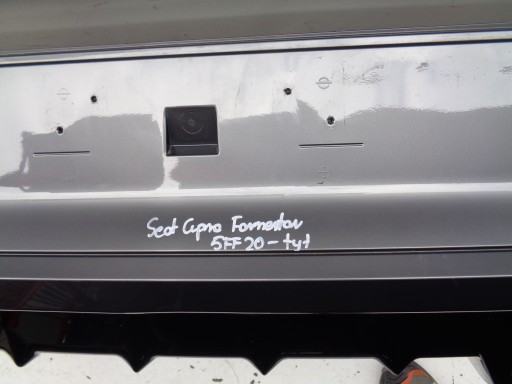 Seat Cupra Formentor
5FF20-tyt